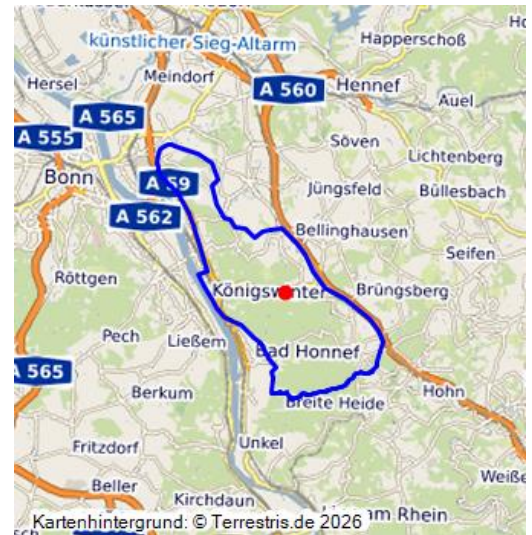 künstlicher Sieg-Altarm
Happerschoß
Hersel
Meindorf
A 560
Hennef
Auel
A 565
A 555
Söven
Lichtenberg
Bonn
A 59
Jüngsfeld
Büllesbach
A 562
Bellinghausen
Seifen
Röttgen
Königswinter
Brüngsberg
Pech
Ließem
Bad Honnef
A 565
Berkum
Hohn
Breite Heide
Fritzdorf
Unkel
Beller
Kirchdaun
am Rhein
Kartenhintergrund: © Terrestris.de 2026